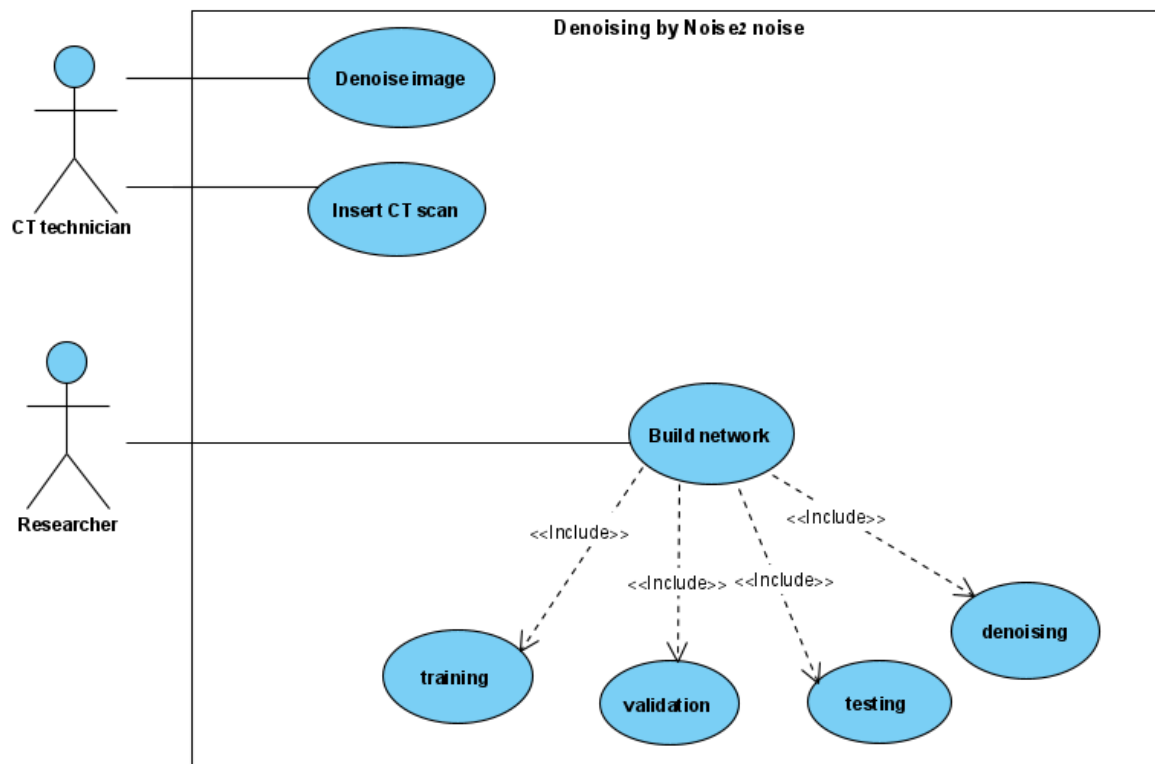 Denoising by Noise2 noise
Denoise image
Insert CT scan
CT technician
Build network
Researcher
<<Include>>
<<Include>>
<<Include>>
<<Include>>
denoising
training
validation
testing